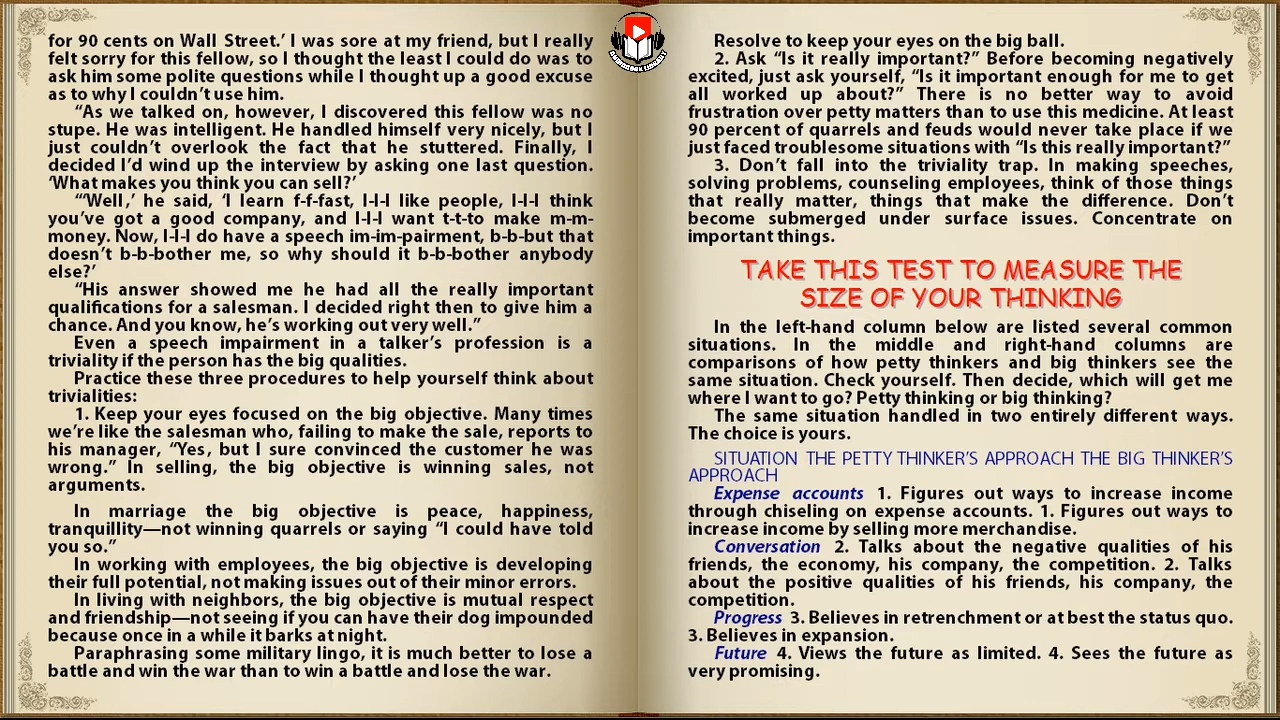 for 90 cents on Wall Street.’ I was sore at my friend, but I really
felt sorry for this fellow, so I thought the least I could do was to
ask him some polite questions while I thought up a good excuse
as to why I couldn’t use him.
“As we talked on, however, I discovered this fellow was no
stupe. He was intelligent. He handled himself very nicely, but I
just couldn’t overlook the fact that he stuttered. Finally, I
decided I’d wind up the interview by asking one last question.
‘What makes you think you can sell?’
“‘Well,’ he said, ‘I learn f-f-fast, I-I-I like people, I-I-I think
you’ve got a good company, and I-I-I want t-t-to make m-m-
money. Now, I-I-I do have a speech im-im-pairment, b-b-but that
doesn’t b-b-bother me, so why should it b-b-bother anybody
else?’
“His answer showed me he had all the really important
qualifications for a salesman. I decided right then to give him a
chance. And you know, he’s working out very well.”
Even a speech impairment in a talker’s profession is a
triviality if the person has the big qualities.
Practice these three procedures to help yourself think about
trivialities:
1. Keep your eyes focused on the big objective. Many times
we’re like the salesman who, failing to make the sale, reports to
his manager, “Yes, but I sure convinced the customer he was
wrong.” In selling, the big objective is winning sales, not
arguments.
In marriage the big objective is peace, happiness,
tranquillity—not winning quarrels or saying “I could have told
you so.”
In working with employees, the big objective is developing
their full potential, not making issues out of their minor errors.
In living with neighbors, the big objective is mutual respect
and friendship—not seeing if you can have their dog impounded
because once in a while it barks at night.
Paraphrasing some military lingo, it is much better to lose a
battle and win the war than to win a battle and lose the war.
Resolve to keep your eyes on the big ball.
2. Ask “Is it really important?” Before becoming negatively
excited, just ask yourself, “Is it important enough for me to get
all worked up about?” There is no better way to avoid
frustration over petty matters than to use this medicine. At least
90 percent of quarrels and feuds would never take place if we
just faced troublesome situations with “Is this really important?”
3. Don’t fall into the triviality trap. In making speeches,
solving problems, counseling employees, think of those things
that really matter, things that make the difference. Don’t
become submerged under surface issues. Concentrate on
important things.
TAKE THIS TEST TO MEASURE THE
SIZE OF YOUR THINKING
In the left-hand column below are listed several common
situations. In the middle and right-hand columns are
comparisons of how petty thinkers and big thinkers see the
same situation. Check yourself. Then decide, which will get me
where I want to go? Petty thinking or big thinking?
The same situation handled in two entirely different ways.
The choice is yours.
SITUATION THE PETTY THINKER’S APPROACH THE BIG THINKER’S
APPROACH
Expense accounts 1. Figures out ways to increase income
through chiseling on expense accounts. 1. Figures out ways to
increase income by selling more merchandise.
Conversation 2. Talks about the negative qualities of his
friends, the economy, his company, the competition. 2. Talks
about the positive qualities of his friends, his company, the
competition.
Progress 3. Believes in retrenchment or at best the status quo.
3. Believes in expansion.
Future 4. Views the future as limited. 4. Sees the future as
very promising.